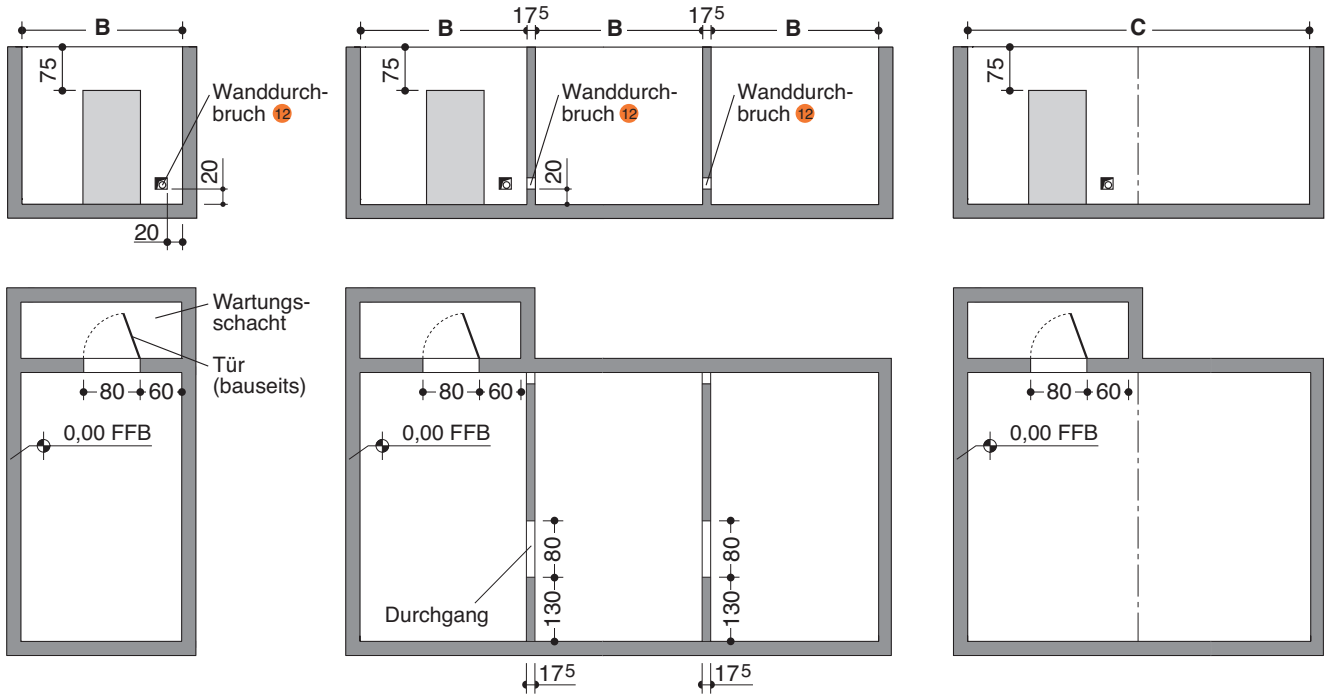 B
75
Wanddurch-
bruch 12
20
20
17⁵ 17⁵
B B B
75
Wanddurch-
bruch 12
Wanddurch-
bruch 12
20
C
75
Wartungs-
schacht
Tür
(bauseits)
80 60
0,00 FFB
80 60
0,00 FFB
80
130
80
130
Durchgang
17⁵ 17⁵
80 60
0,00 FFB